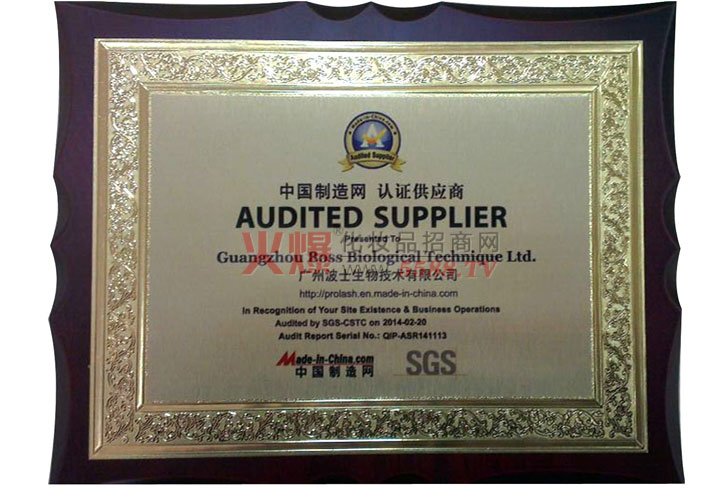 Made-in-China.com
Audited Supplier
中国制造网 认证供应商
AUDITED SUPPLIER
Presented To
火爆化妆品招商网
Guangzhou Boss Biological Technique Ltd.
5588.TV
广州波士生物技术有限公司
http://prolash.en.made-in-china.com
In Recognition of Your Site Existence & Business Operations
Audited by SGS-CSTC on 2014-02-20
Audit Report Serial No.: QIP-ASR141113
Made-in-China.com
中国制造网
SGS